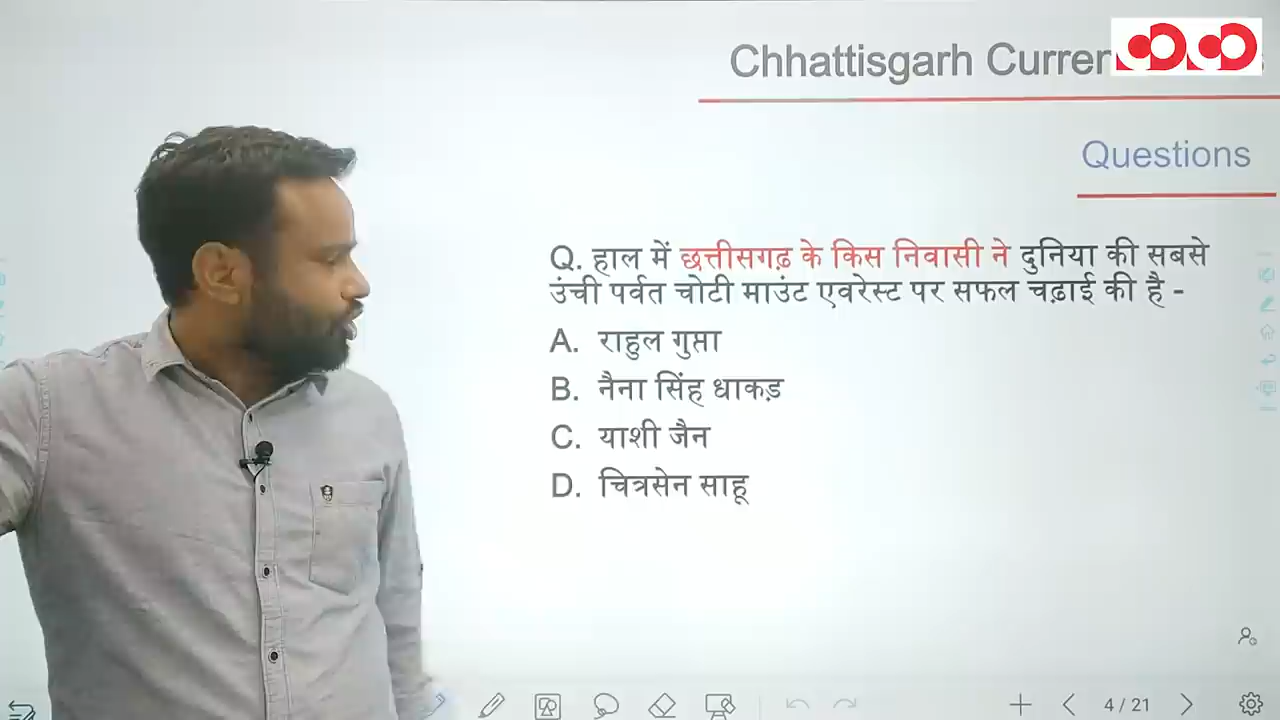 Chhattisgarh Curren
Questions
Q. हाल में छत्तीसगढ़ के किस निवासी ने दुनिया की सबसे
उंची पर्वत चोटी माउंट एवरेस्ट पर सफल चढ़ाई की है -
A. राहुल गुप्ता
B. नैना सिंह धाकड़
C. याशी जैन
D. चित्रसेन साहू
4 / 21